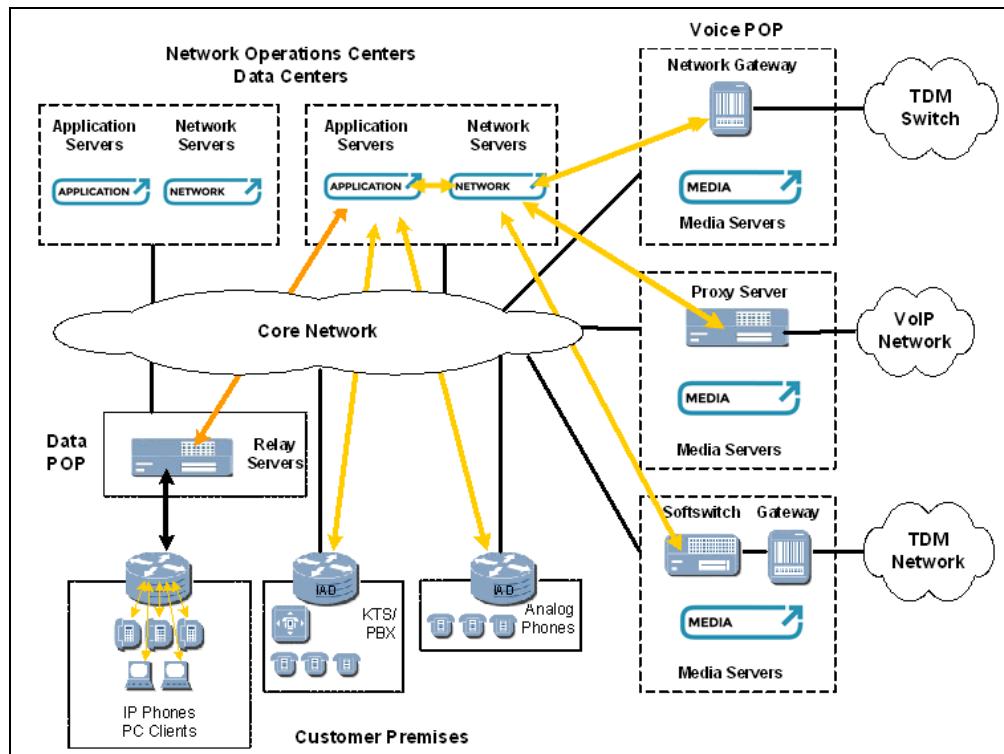 Network Operations Centers
Data Centers
Application
Servers
Network
Servers
APPLICATION
NETWORK
Application
Servers
Network
Servers
APPLICATION
NETWORK
Voice POP
Network Gateway
MEDIA
Media Servers
TDM
Switch
Core Network
Proxy Server
MEDIA
Media Servers
VoIP
Network
Data
POP
Relay
Servers
Softswitch
Gateway
MEDIA
Media Servers
TDM
Network
IP Phones
PC Clients
IAD
KTS/
PBX
IAD
Analog
Phones
Customer Premises